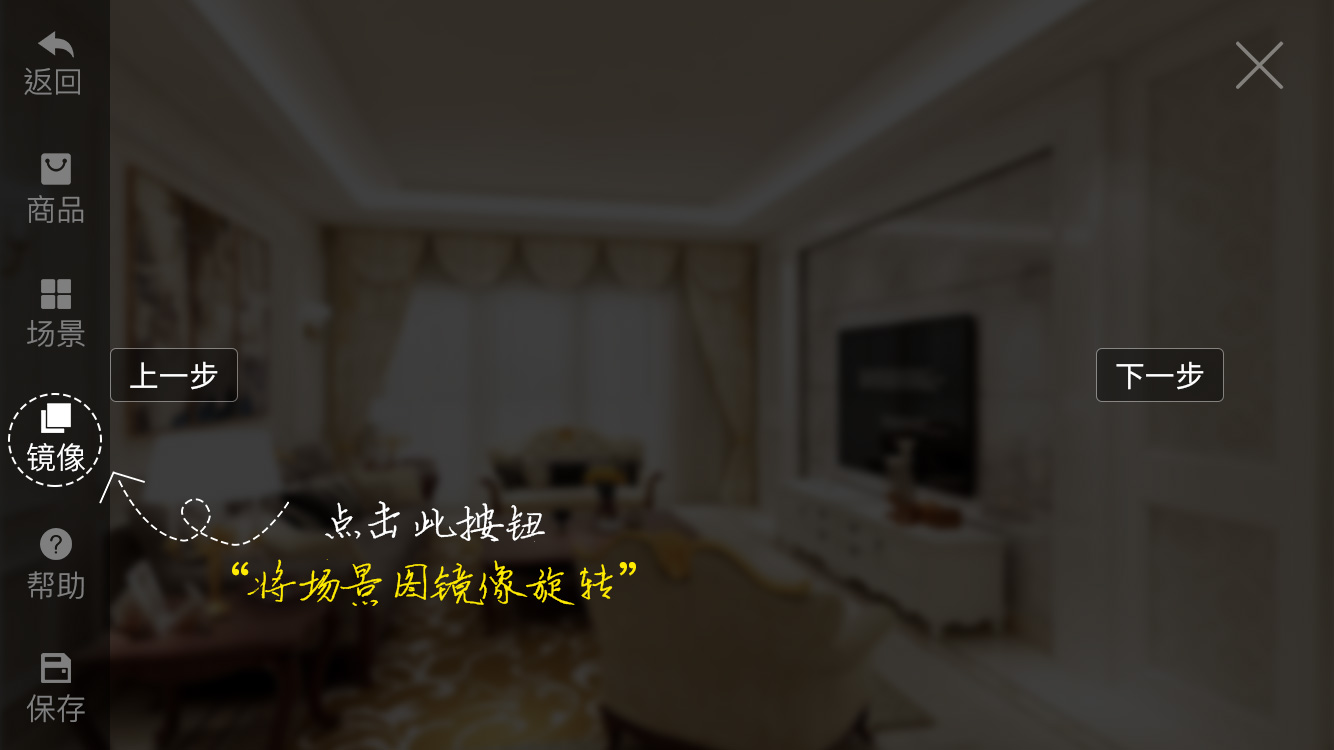 返回
商品
场景
上一步
下一步
镜像
点击此按钮
“将场景图镜像旋转”
帮助
保存